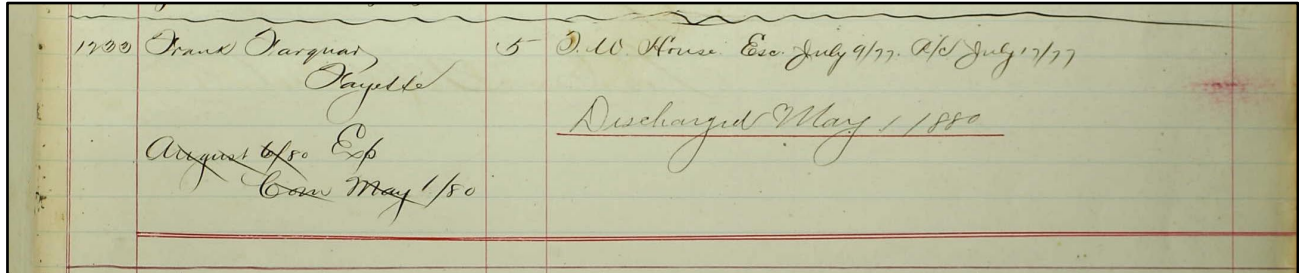 1233 Frank Farquar 5 T. W. House. Esc. July 9/77. R/d July 17/77
Fayette
Discharged May 1 1880
August 6/80 Exp
Com May 1/80